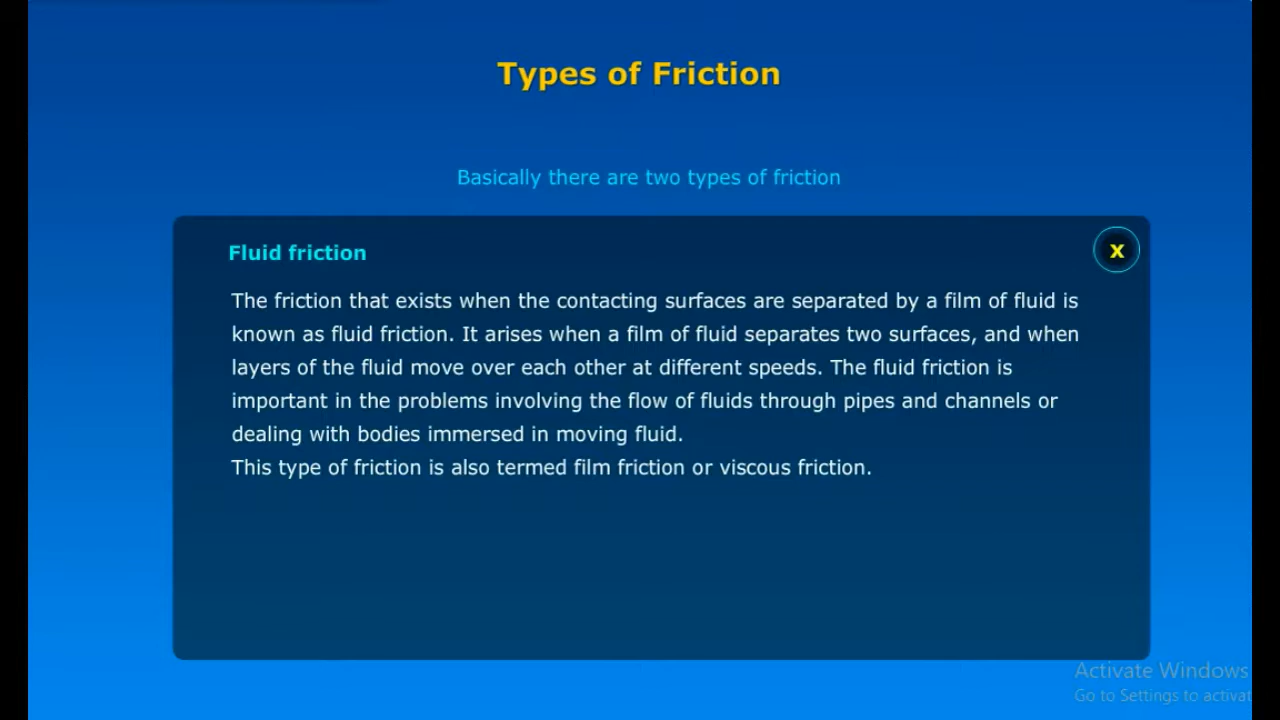 Types of Friction
Basically there are two types of friction
Fluid friction
X
The friction that exists when the contacting surfaces are separated by a film of fluid is
known as fluid friction. It arises when a film of fluid separates two surfaces, and when
layers of the fluid move over each other at different speeds. The fluid friction is
important in the problems involving the flow of fluids through pipes and channels or
dealing with bodies immersed in moving fluid.
This type of friction is also termed film friction or viscous friction.
Activate Windows
Go to Settings to activat